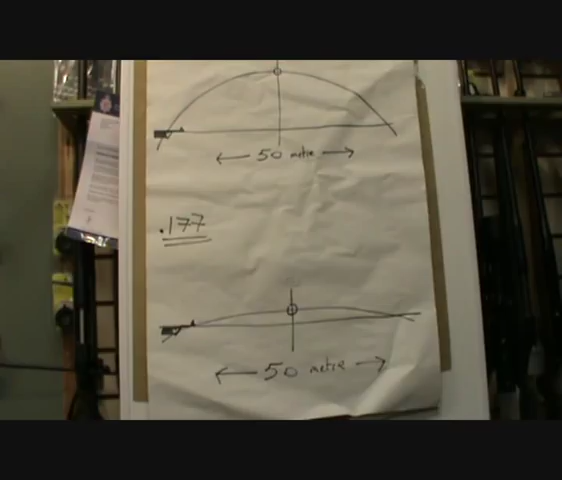 ← 50 metre →
.177
← 50 metre →